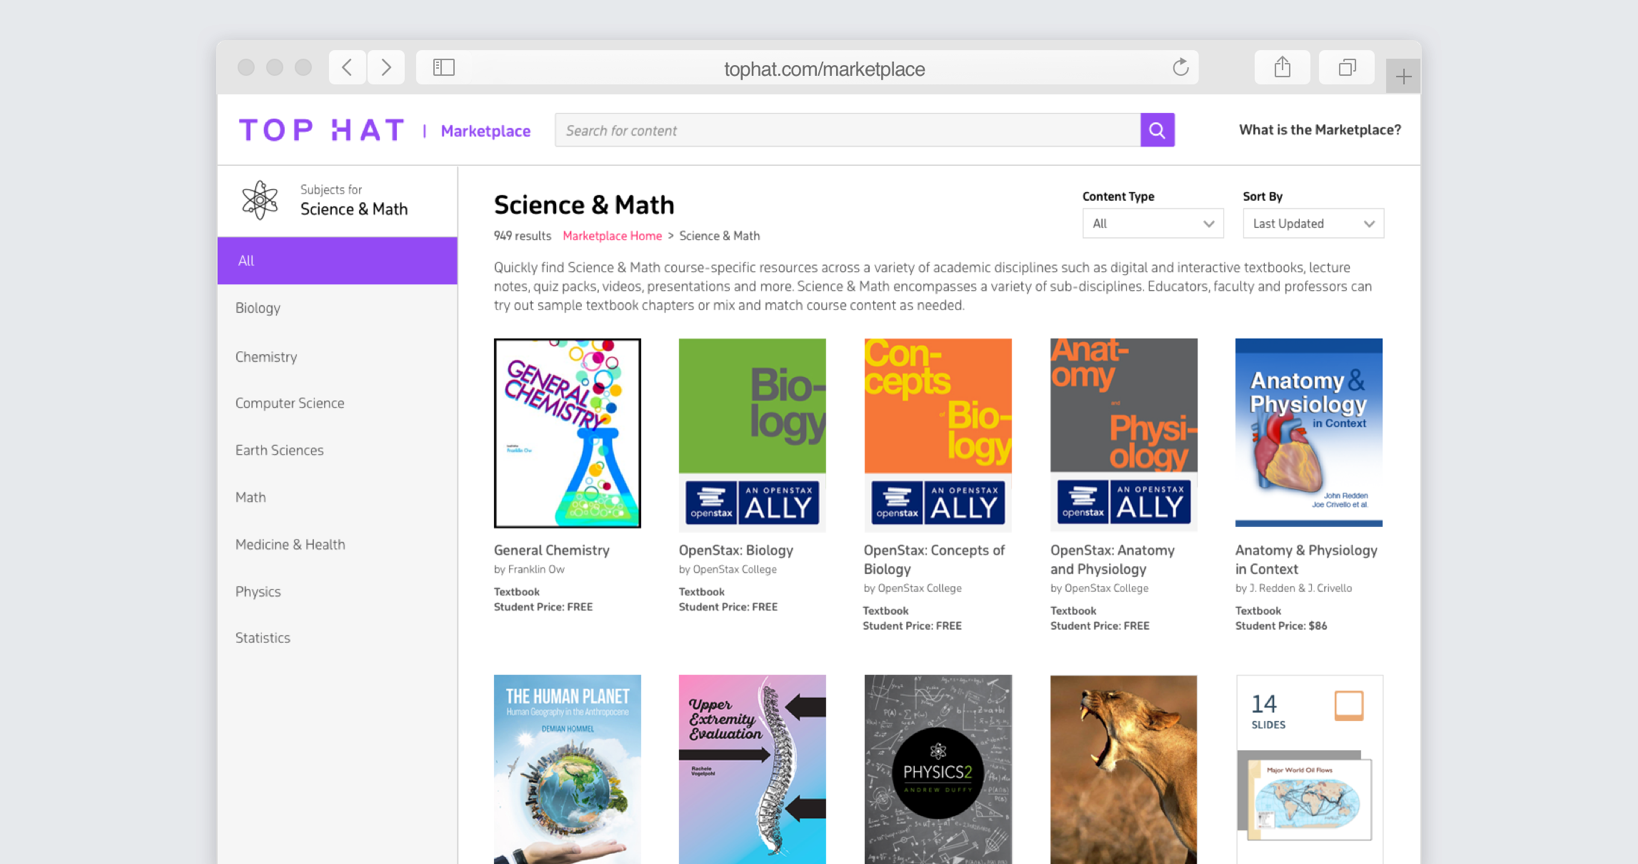 tophat.com/marketplace
TOP HAT | Marketplace
Search for content
What is the Marketplace?
Subjects for
Science & Math
All
Biology
Chemistry
Computer Science
Earth Sciences
Math
Medicine & Health
Physics
Statistics
Science & Math
949 results Marketplace Home > Science & Math
Content Type
All
Sort By
Last Updated
Quickly find Science & Math course-specific resources across a variety of academic disciplines such as digital and interactive textbooks, lecture
notes, quiz packs, videos, presentations and more. Science & Math encompasses a variety of sub-disciplines. Educators, faculty and professors can
try out sample textbook chapters or mix and match course content as needed.
GENERAL
CHEMISTRY
Franklin Ow
General Chemistry
by Franklin Ow
Textbook
Student Price: FREE
Bio-
logy
openstax
AN OPENSTAX
ALLY
OpenStax: Biology
by OpenStax College
Textbook
Student Price: FREE
Con-
cepts
of Bio-
logy
openstax
AN OPENSTAX
ALLY
OpenStax: Concepts of
Biology
by OpenStax College
Textbook
Student Price: FREE
Anat-
omy
and
Physi-
ology
openstax
AN OPENSTAX
ALLY
OpenStax: Anatomy
and Physiology
by OpenStax College
Textbook
Student Price: FREE
Anatomy &
Physiology
in Context
John Redden
Joe Crivello et al.
Anatomy & Physiology
in Context
by J. Redden & J. Crivello
Textbook
Student Price: $86
THE HUMAN PLANET
Human Geography in the Anthropocene
DEMIAN HOMMEL
Upper
Extremity
Evaluation
Rachele
Vogelpohl
PHYSICS2
ANDREW DUFFY
14
SLIDES
Major World Oil Flows